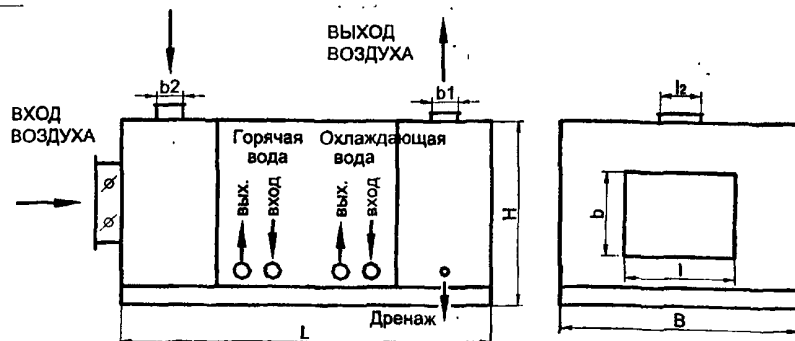 ВЫХОД
ВОЗДУХА
b2
b1
l2
ВХОД
ВОЗДУХА
Горячая
вода
Охлаждающая
вода
вых.
вход
вых.
вход
H
b
l
Дренаж
L
B